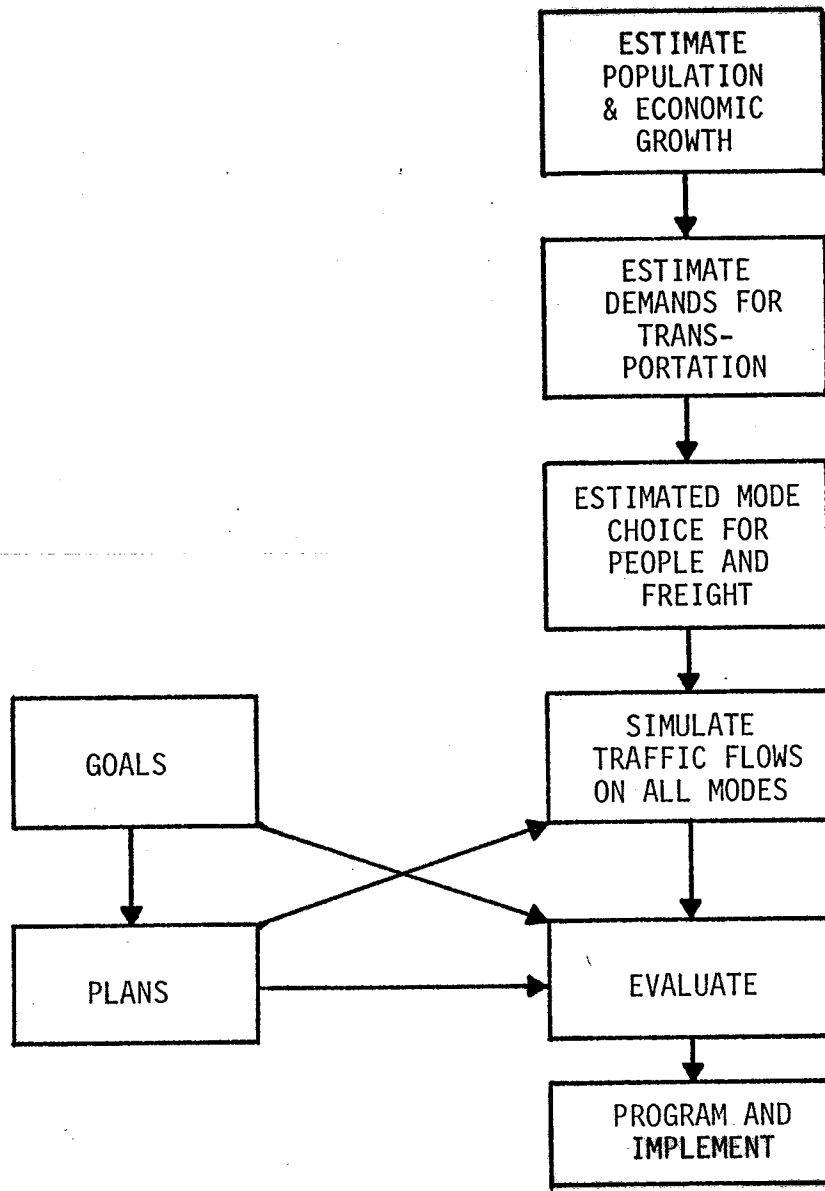 ESTIMATE
POPULATION
& ECONOMIC
GROWTH
ESTIMATE
DEMANDS FOR
TRANS-
PORTATION
ESTIMATED MODE
CHOICE FOR
PEOPLE AND
FREIGHT
GOALS
SIMULATE
TRAFFIC FLOWS
ON ALL MODES
PLANS
EVALUATE
PROGRAM AND
IMPLEMENT